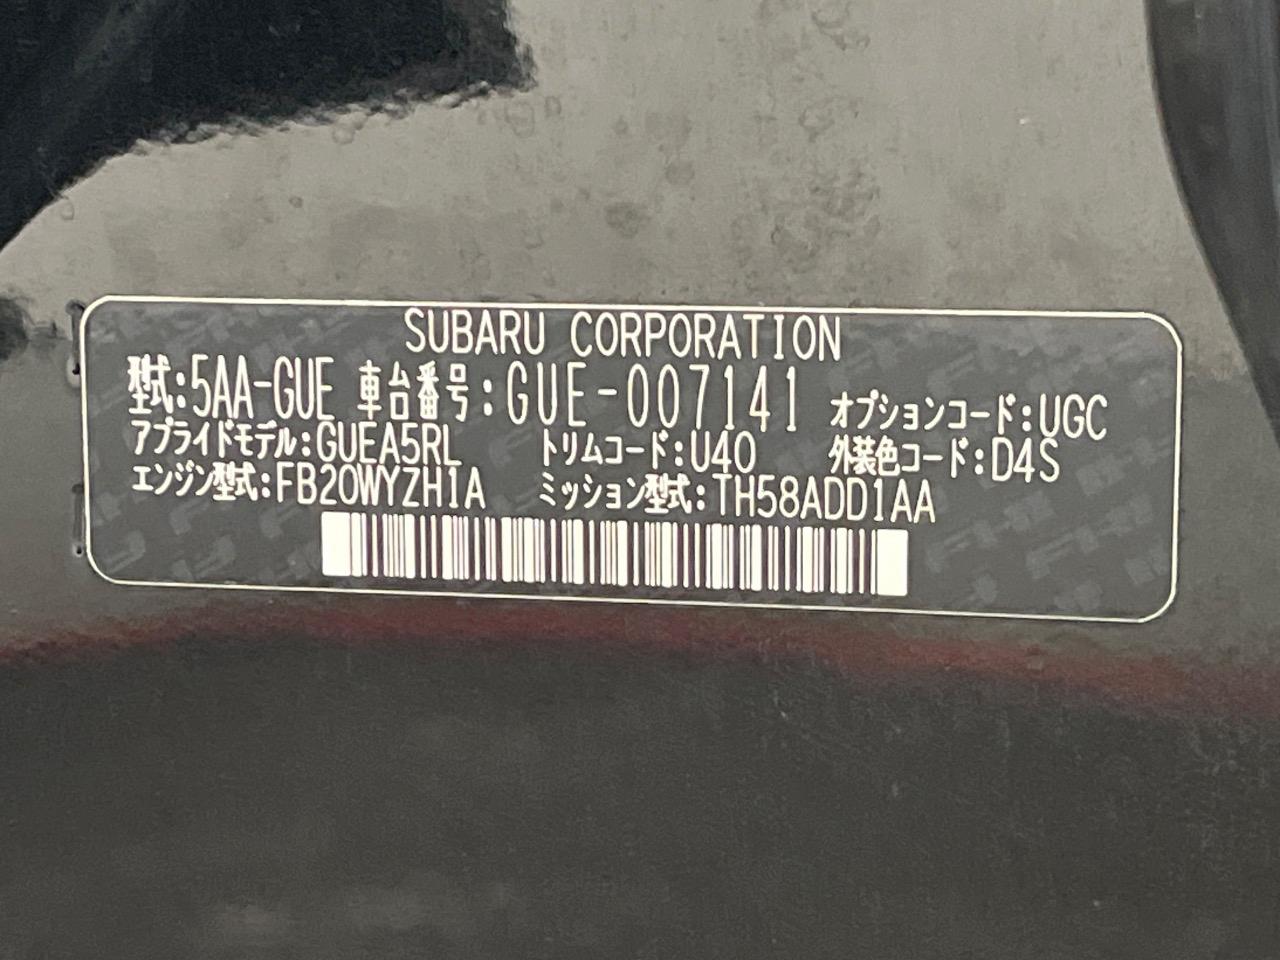 SUBARU CORPORATION
型式:5AA-GUE 車台番号:GUE-007141 オプションコード:UGC
アプライドモデル:GUEA5RL トリムコード:U40 外装色コード:D4S
エンジン型式:FB20WYZH1A ミッション型式:TH58ADD1AA